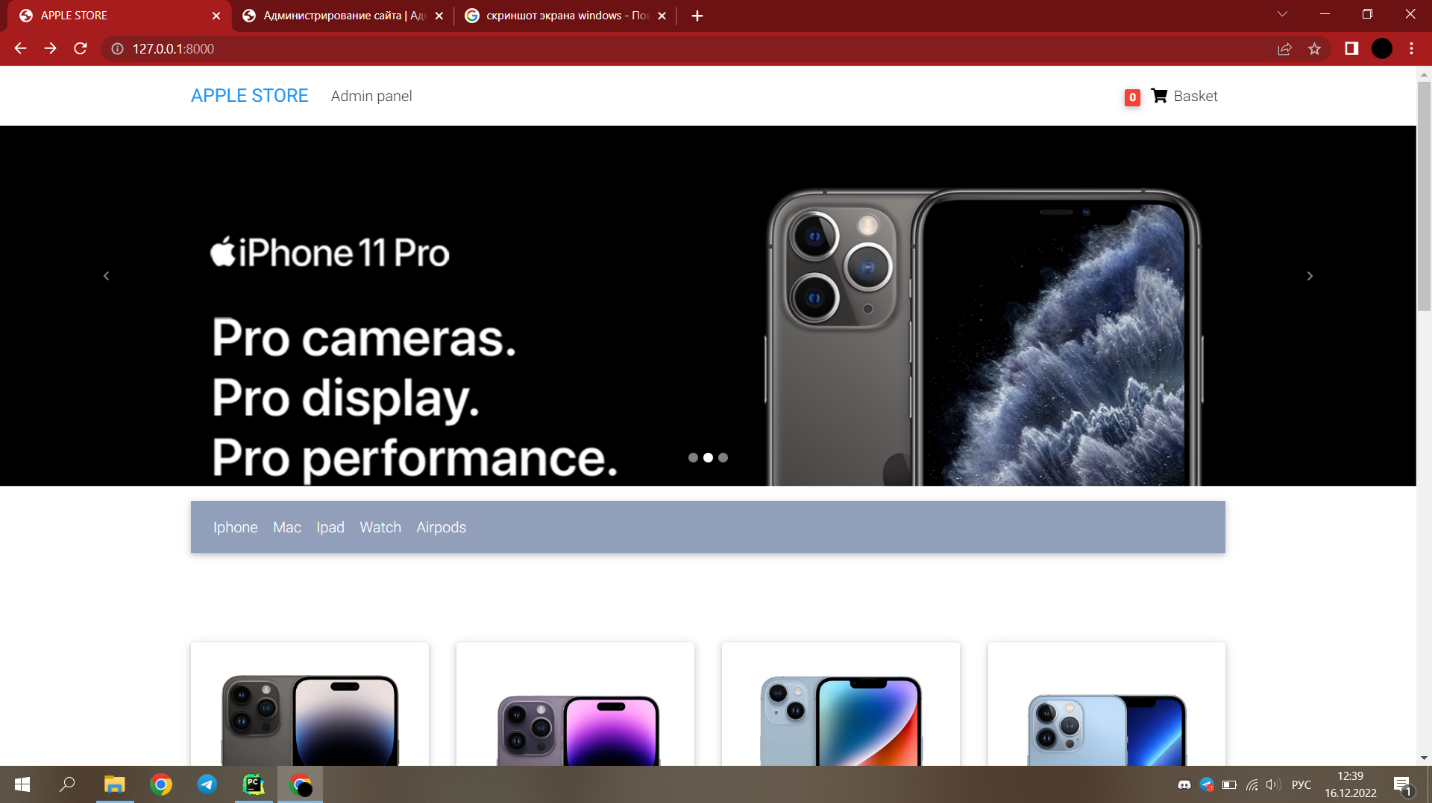 APPLE STORE
Администрирование сайта | Ад
скриншот экрана windows - По
127.0.0.1:8000
APPLE STORE Admin panel 0 Basket
iPhone 11 Pro
Pro cameras.
Pro display.
Pro performance.
Iphone Mac Ipad Watch Airpods
PC
РУС
12:39
16.12.2022
1